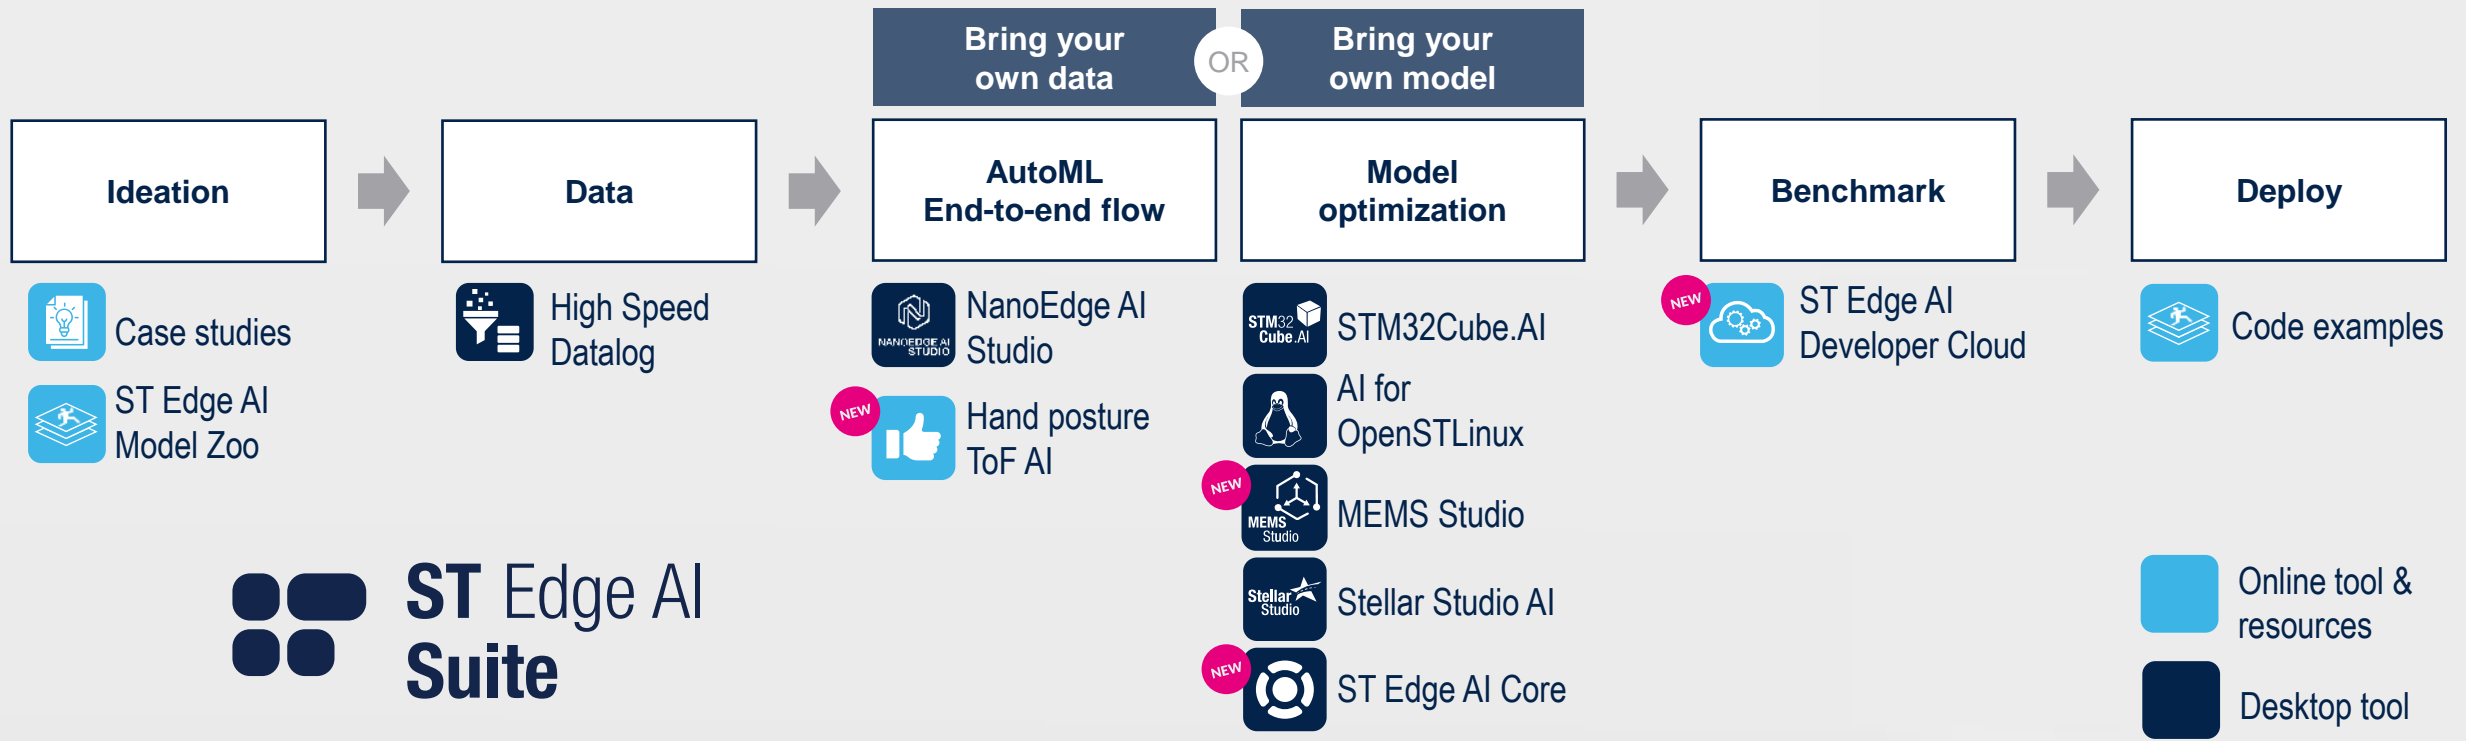 Bring your
own data
OR
Bring your
own model
Ideation
Data
AutoML
End-to-end flow
Model
optimization
Benchmark
Deploy
Case studies
ST Edge AI
Model Zoo
High Speed
Datalog
NANOEDGE AI
STUDIO
NanoEdge AI
Studio
NEW
Hand posture
ToF AI
STM32
Cube.AI
STM32Cube.AI
AI for
OpenSTLinux
NEW
MEMS
Studio
MEMS Studio
Stellar
Studio
Stellar Studio AI
NEW
ST Edge AI Core
NEW
ST Edge AI
Developer Cloud
Code examples
ST Edge AI
Suite
Online tool &
resources
Desktop tool